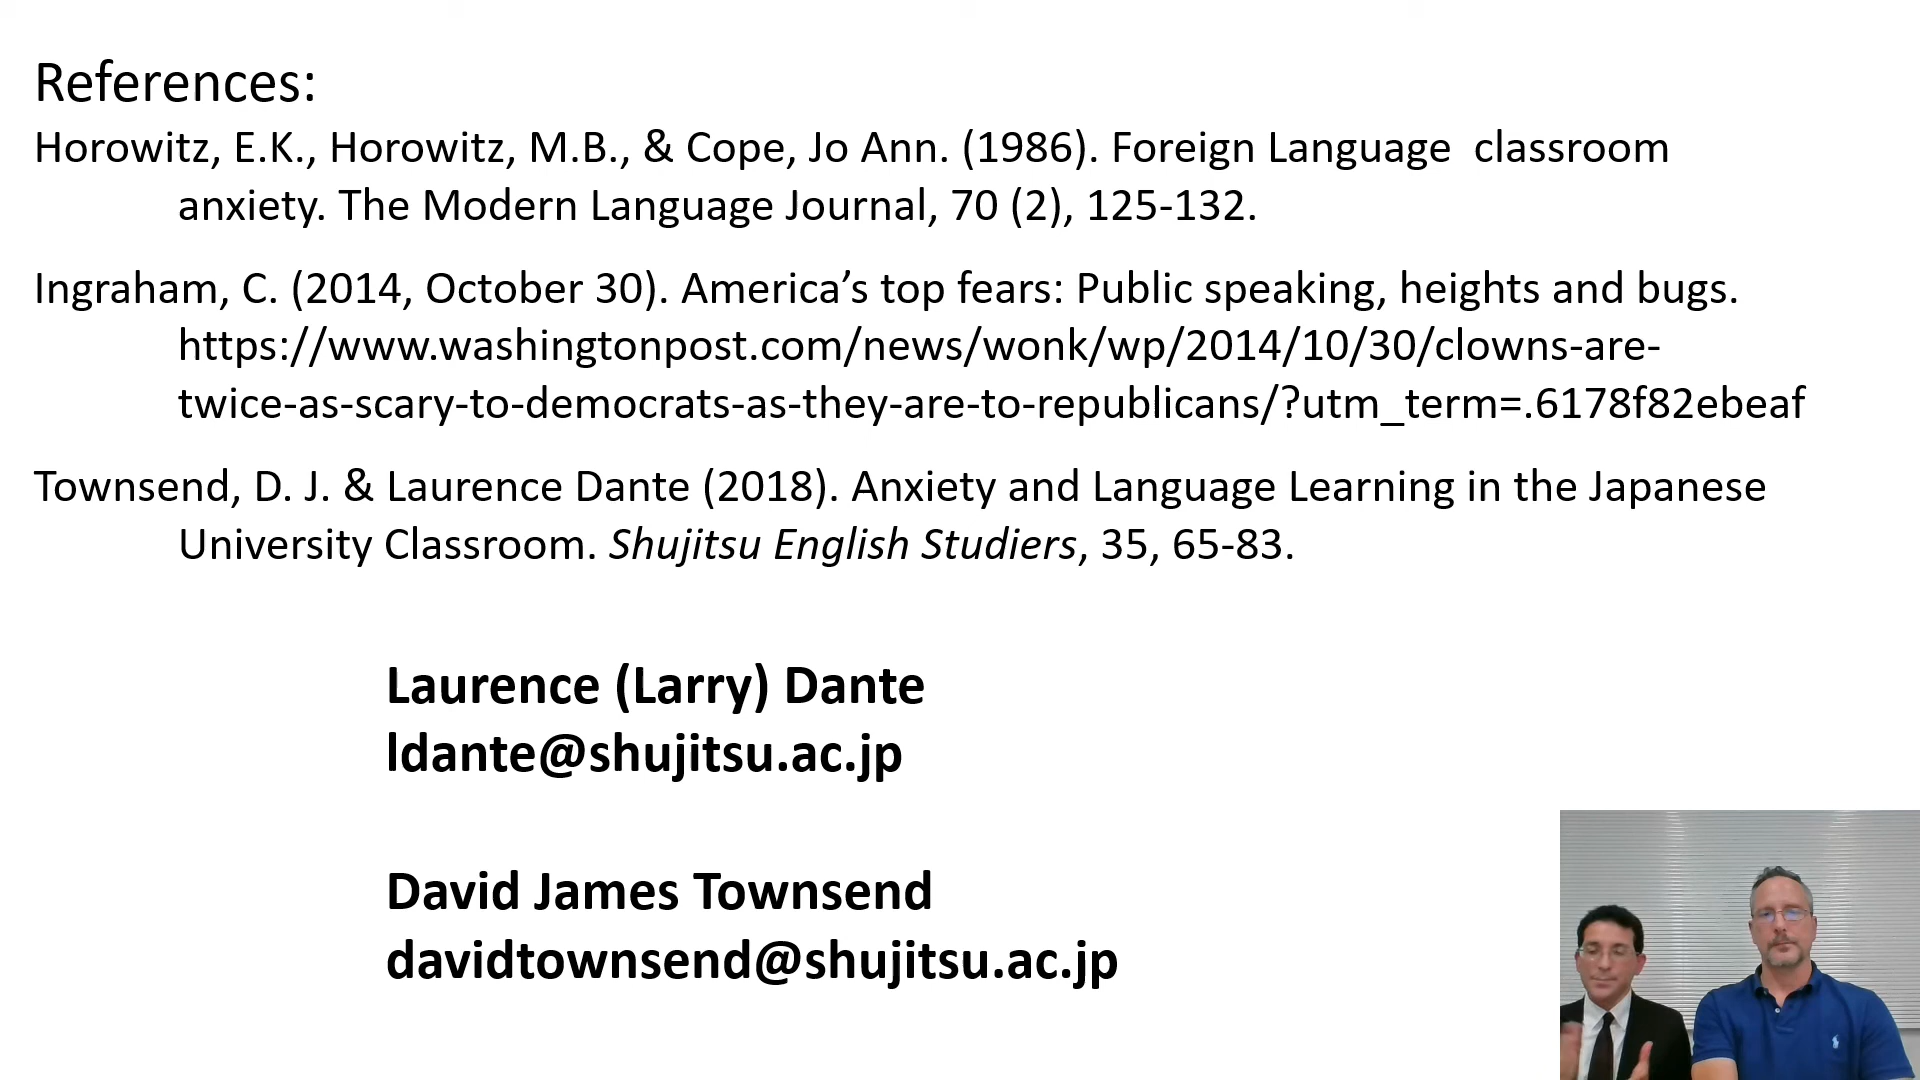 References:
Horowitz, E.K., Horowitz, M.B., & Cope, Jo Ann. (1986). Foreign Language  classroom
anxiety. The Modern Language Journal, 70 (2), 125-132.
Ingraham, C. (2014, October 30). America’s top fears: Public speaking, heights and bugs.
https://www.washingtonpost.com/news/wonk/wp/2014/10/30/clowns-are-
twice-as-scary-to-democrats-as-they-are-to-republicans/?utm_term=.6178f82ebeaf
Townsend, D. J. & Laurence Dante (2018). Anxiety and Language Learning in the Japanese
University Classroom. Shujitsu English Studiers, 35, 65-83.
Laurence (Larry) Dante
ldante@shujitsu.ac.jp
David James Townsend
davidtownsend@shujitsu.ac.jp